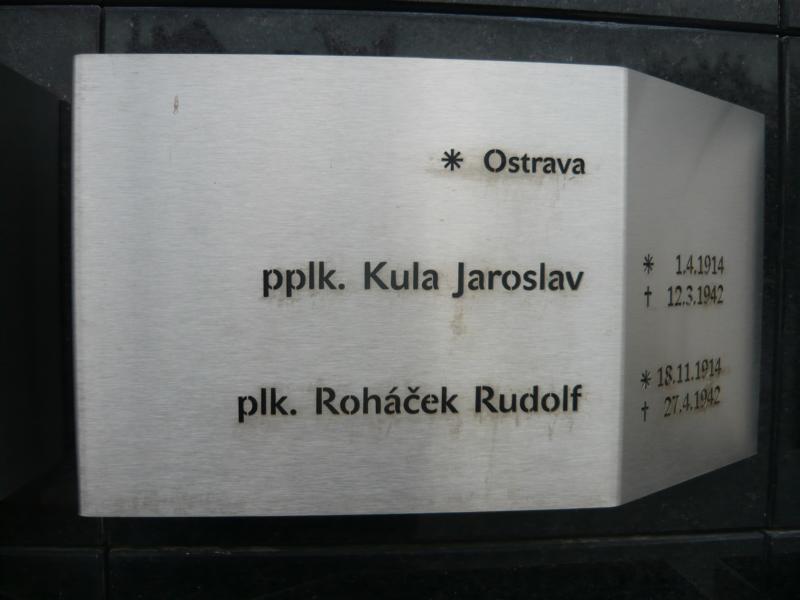 * Ostrava
pplk. Kula Jaroslav
* 1.4.1914
† 12.3.1942
plk. Roháček Rudolf
* 18.11.1914
† 27.4.1942